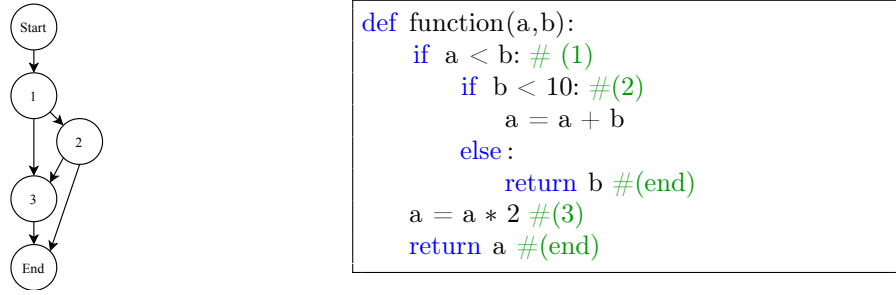 Start
1
2
3
End
def function(a,b):
    if a < b: # (1)
        if b < 10: #(2)
            a = a + b
        else:
            return b #(end)
    a = a * 2 #(3)
    return a #(end)